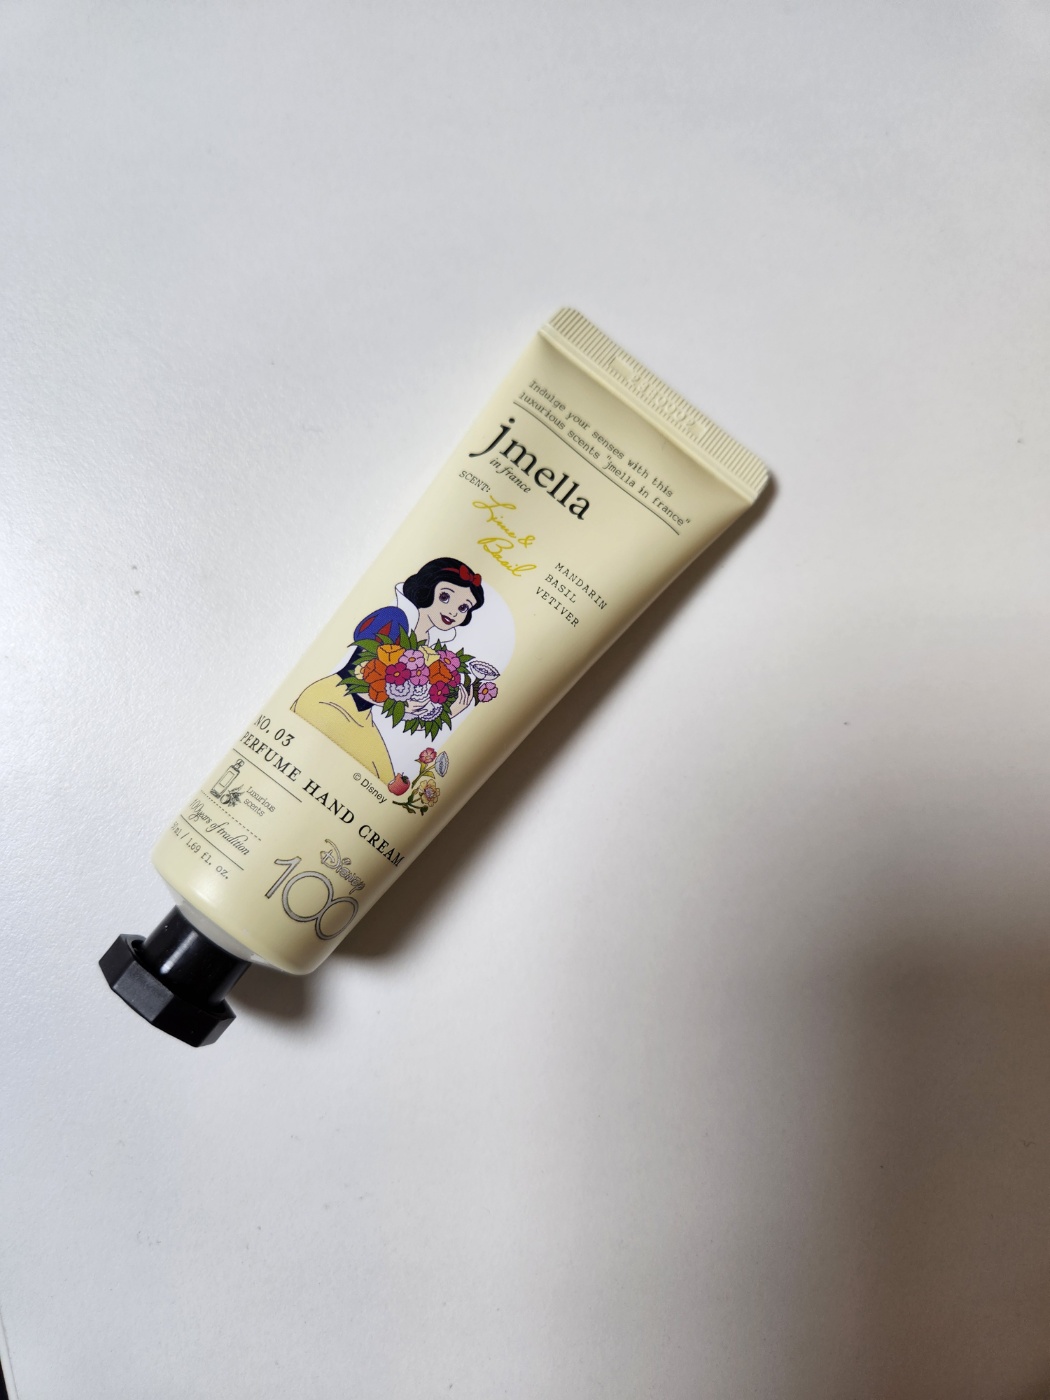 Indulge your senses with this
luxurious scents "jmella in france"
jmella
in france
SCENT:
Lime &
Basil
MANDARIN
BASIL
VETIVER
NO. 03
PERFUME HAND CREAM
© Disney
Luxurious
scents
years of tradition
/ 1.69 fl. oz.
Disney
100